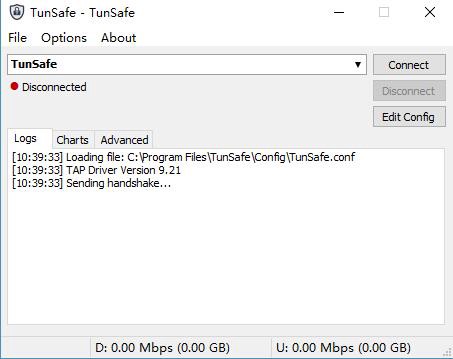 TunSafe - TunSafe
File Options About
TunSafe
Connect
Disconnected
Disconnect
Edit Config
Logs Charts Advanced
[10:39:33] Loading file: C:\Program Files\TunSafe\Config\TunSafe.conf
[10:39:33] TAP Driver Version 9.21
[10:39:33] Sending handshake...
D: 0.00 Mbps (0.00 GB) U: 0.00 Mbps (0.00 GB)